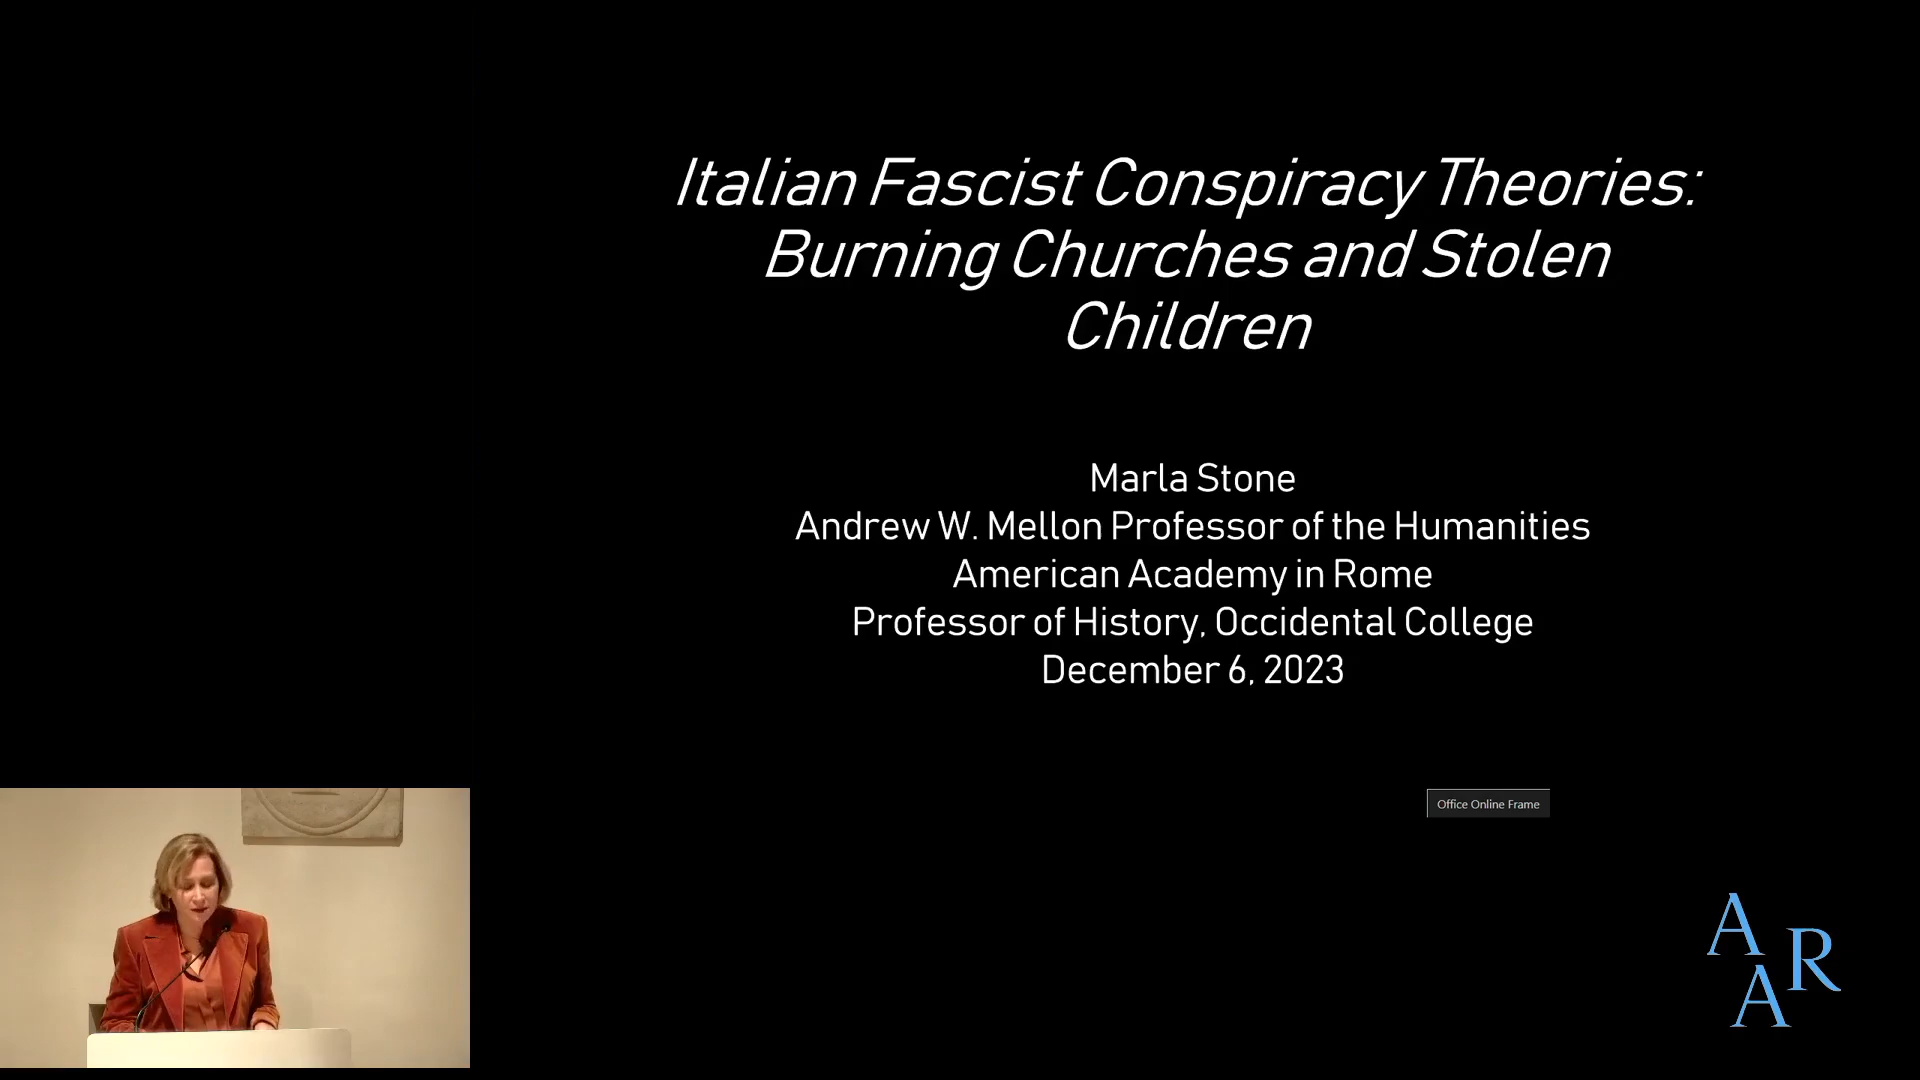 Italian Fascist Conspiracy Theories:
Burning Churches and Stolen
Children
Marla Stone
Andrew W. Mellon Professor of the Humanities
American Academy in Rome
Professor of History, Occidental College
December 6, 2023
Office Online Frame
A
R
A